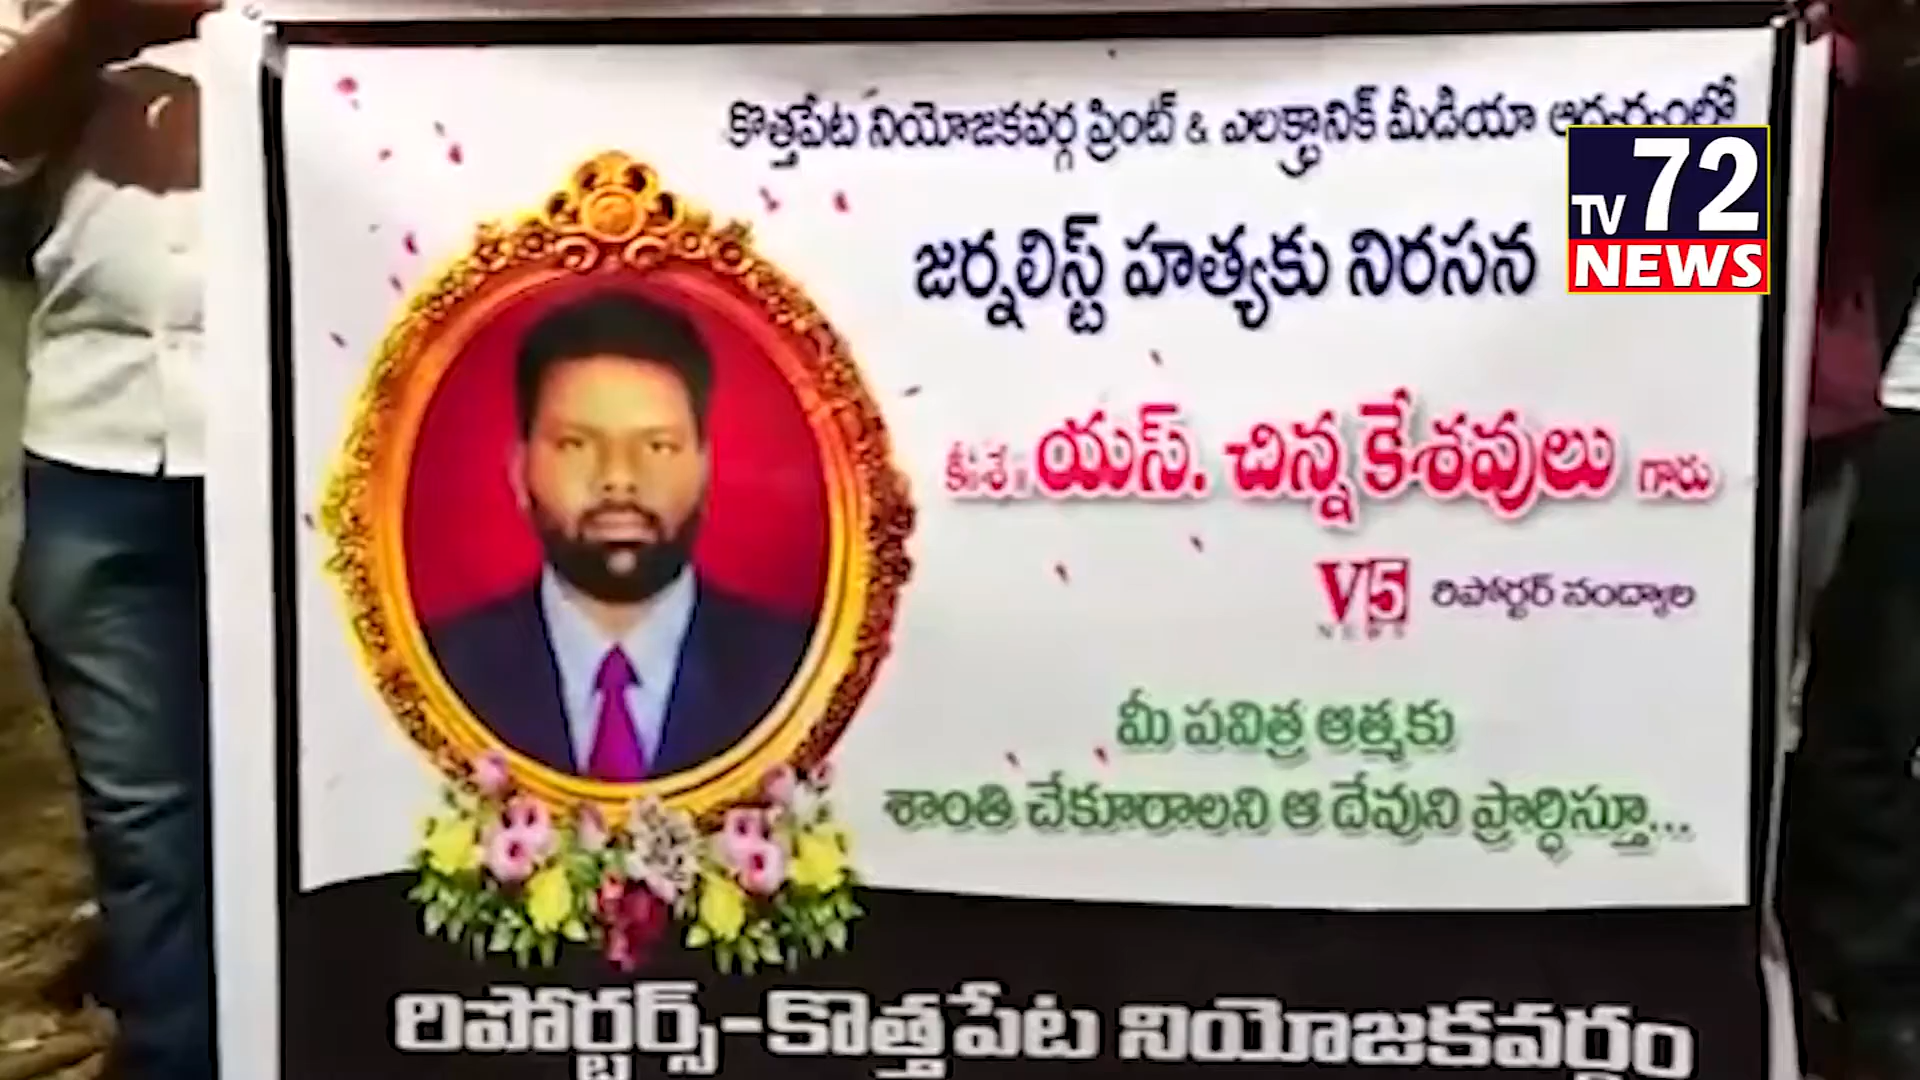 కొత్తపేట నియోజకవర్గ ప్రింట్ & ఎలక్ట్రానిక్ మీడియా ఆధ్వర్యంలో
TV 72 NEWS
జర్నలిస్ట్ హత్యకు నిరసన
కీ॥శే॥ యస్. చిన్న కేశవులు గారు
V5 NEWS రిపోర్టర్ నంద్యాల
మీ పవిత్ర ఆత్మకు
శాంతి చేకూరాలని ఆ దేవుని ప్రార్ధిస్తూ...
రిపోర్టర్స్-కొత్తపేట నియోజకవర్గం